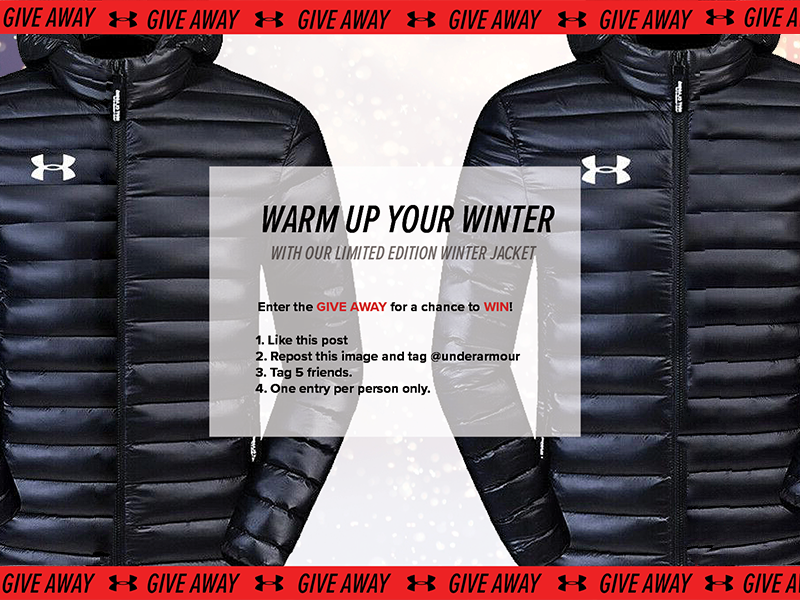 GIVE AWAY GIVE AWAY GIVE AWAY GIVE AWAY GIVE AWAY GIVE A
WARM UP YOUR WINTER
WITH OUR LIMITED EDITION WINTER JACKET
Enter the GIVE AWAY for a chance to WIN!
1. Like this post
2. Repost this image and tag @underarmour
3. Tag 5 friends.
4. One entry per person only.
GIVE AWAY GIVE AWAY GIVE AWAY GIVE AWAY GIVE AWAY GIVE A